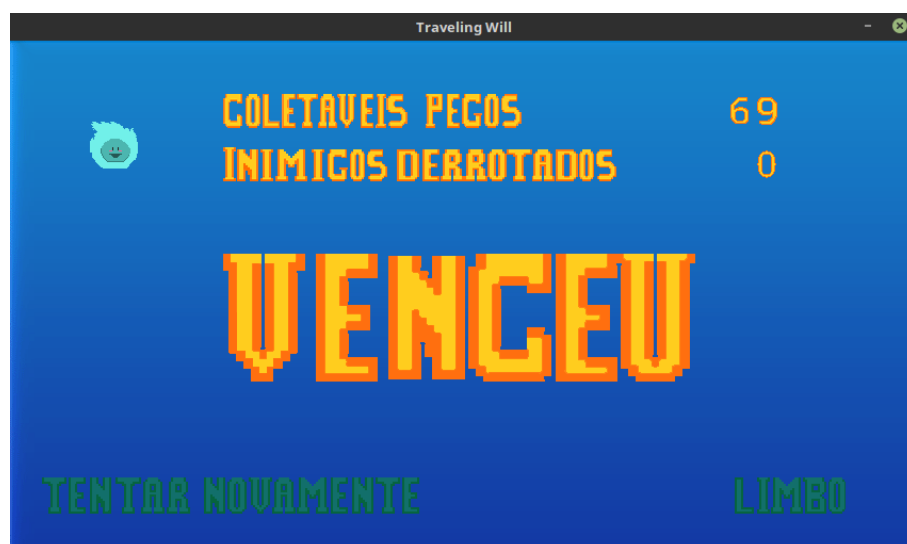 Traveling Will
COLETAVEIS PEGOS 69
INIMIGOS DERROTADOS 0
VENCEU
TENTAR NOVAMENTE LIMBO